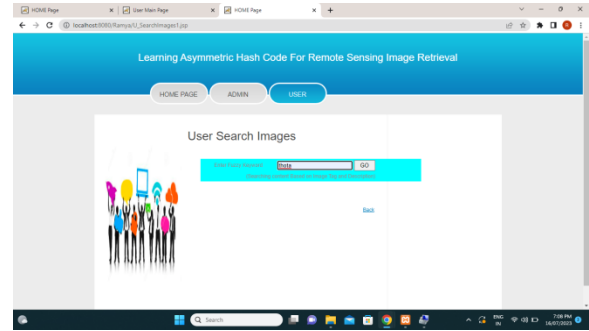 HOME Page
User Main Page
HOME Page
localhost:8080/Ramya/U_SearchImages1.jsp
Learning Asymmetric Hash Code For Remote Sensing Image Retrieval
HOME PAGE
ADMIN
USER
User Search Images
thota
GO
Back
Search
ENG
IN
7:08 PM
16/07/2023